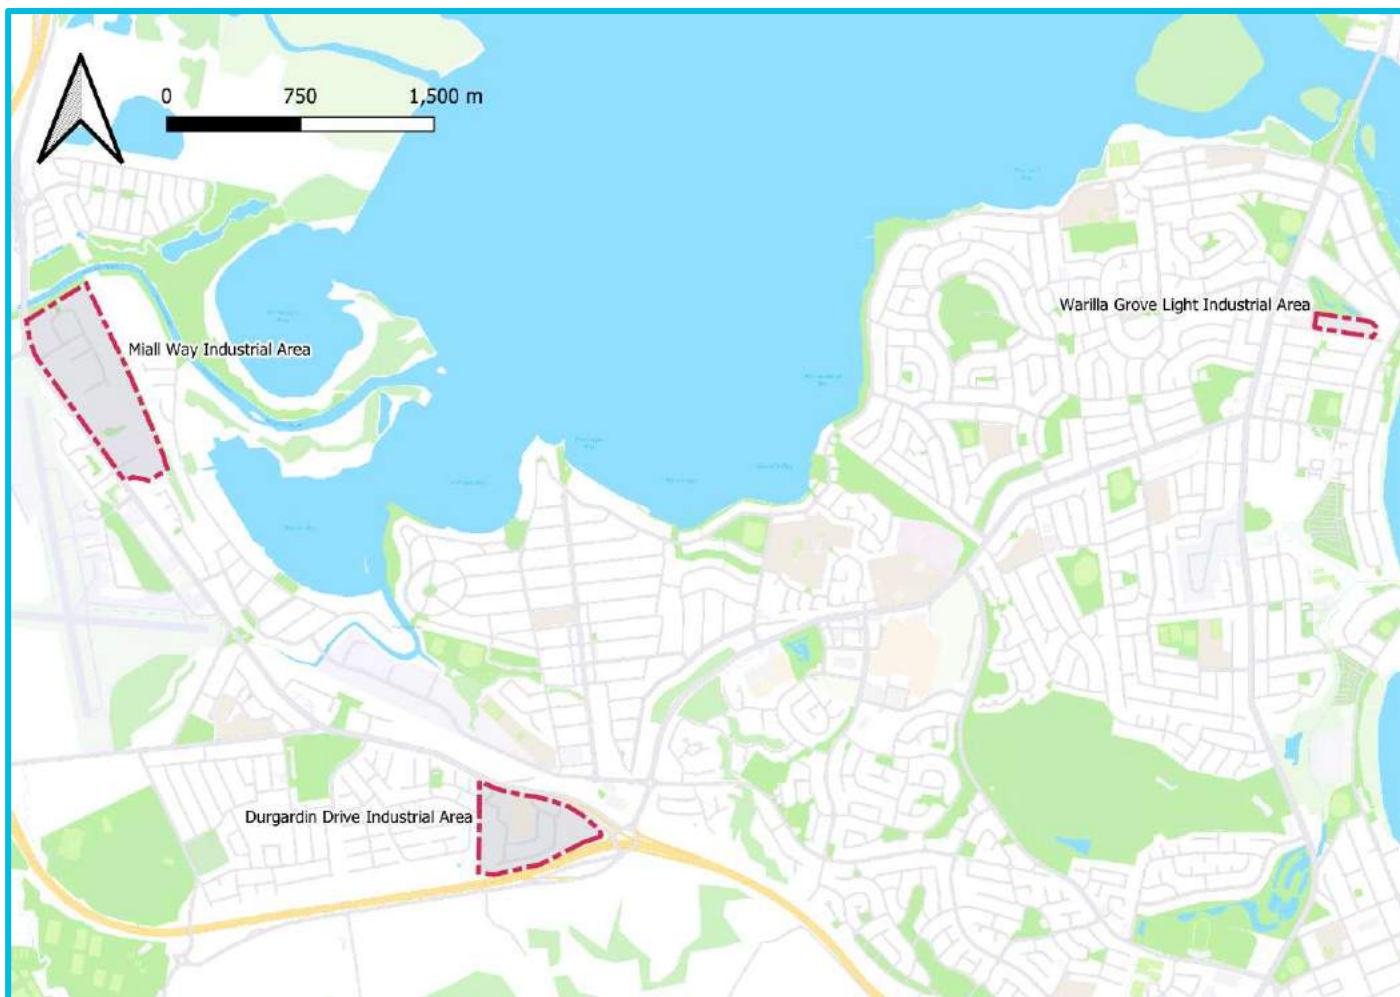 0 750 1,500 m
Warilla Grove Light Industrial Area
Miall Way Industrial Area
Durgardin Drive Industrial Area